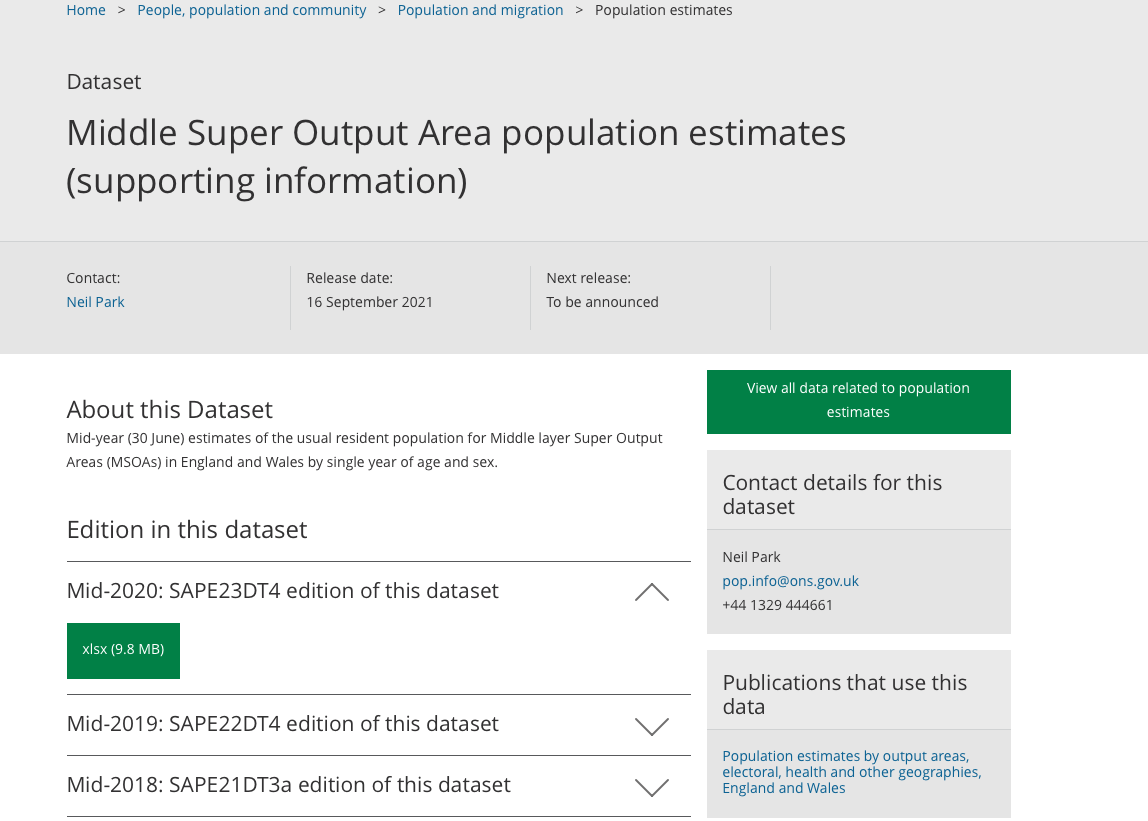 Home > People, population and community > Population and migration > Population estimates
Dataset
Middle Super Output Area population estimates
(supporting information)
Contact:
Neil Park
Release date:
16 September 2021
Next release:
To be announced
About this Dataset
Mid-year (30 June) estimates of the usual resident population for Middle layer Super Output
Areas (MSOAs) in England and Wales by single year of age and sex.
Edition in this dataset
Mid-2020: SAPE23DT4 edition of this dataset
xlsx (9.8 MB)
Mid-2019: SAPE22DT4 edition of this dataset
Mid-2018: SAPE21DT3a edition of this dataset
View all data related to population
estimates
Contact details for this
dataset
Neil Park
pop.info@ons.gov.uk
+44 1329 444661
Publications that use this
data
Population estimates by output areas,
electoral, health and other geographies,
England and Wales